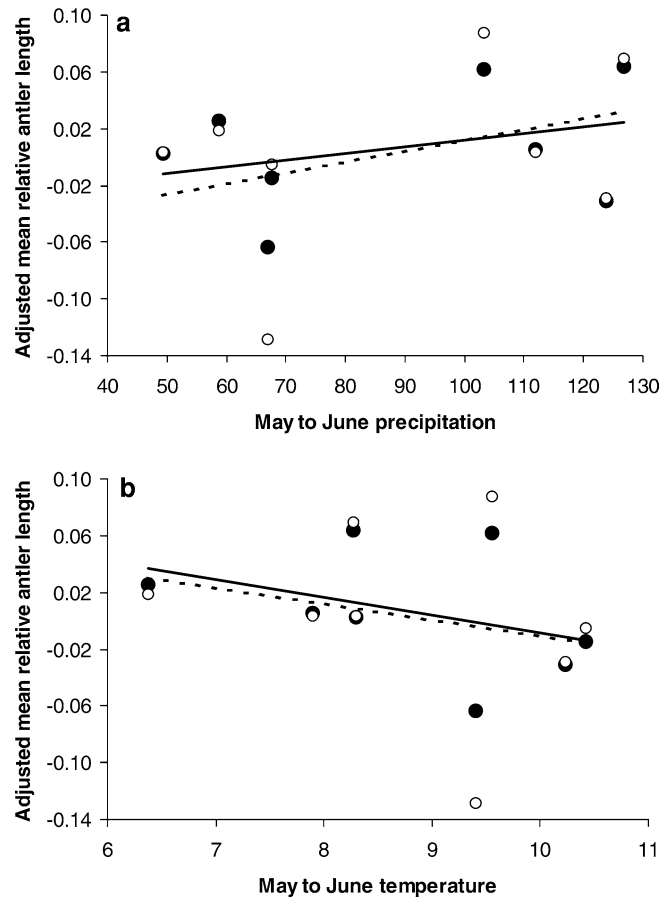 a
Adjusted mean relative antler length
0.10
0.06
0.02
-0.02
-0.06
-0.10
-0.14
40 50 60 70 80 90 100 110 120 130
May to June precipitation
b
Adjusted mean relative antler length
0.10
0.06
0.02
-0.02
-0.06
-0.10
-0.14
6 7 8 9 10 11
May to June temperature